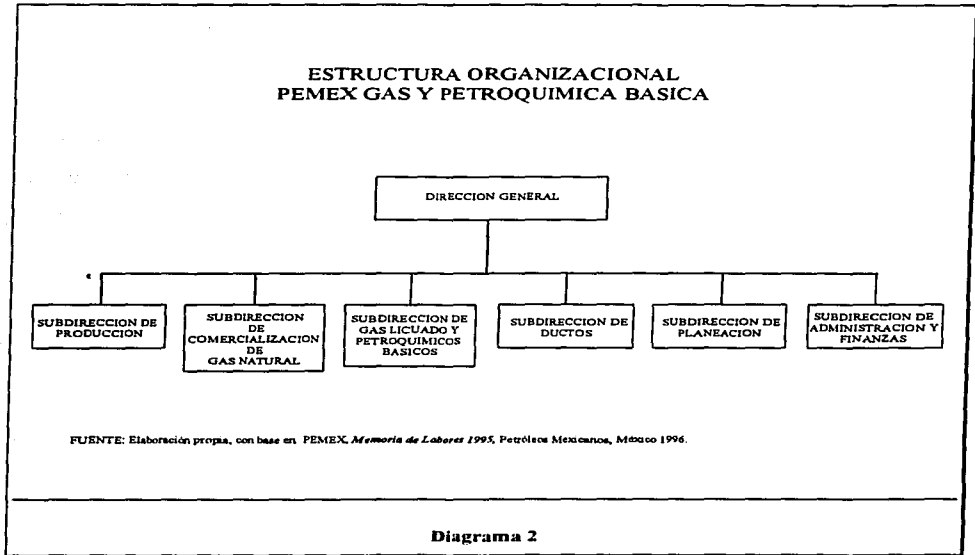 ESTRUCTURA ORGANIZACIONAL
PEMEX GAS Y PETROQUIMICA BASICA
DIRECCION GENERAL
SUBDIRECCION DE
PRODUCCION
SUBDIRECCION
DE
COMERCIALIZACION
DE
GAS NATURAL
SUBDIRECCION DE
GAS LICUADO Y
PETROQUIMICOS
BASICOS
SUBDIRECCION DE
DUCTOS
SUBDIRECCION DE
PLANEACION
SUBDIRECCION DE
ADMINISTRACION Y
FINANZAS
FUENTE: Elaboración propia, con base en PEMEX, Memoria de Labores 1995, Petróleos Mexicanos, México 1996.
Diagrama 2